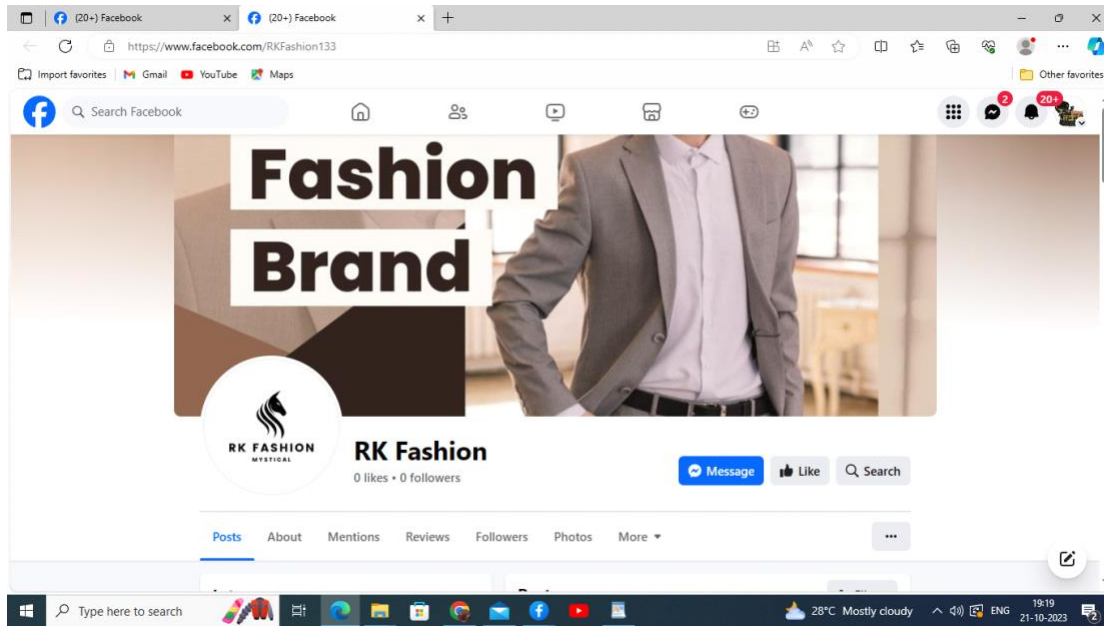 (20+) Facebook
(20+) Facebook
https://www.facebook.com/RKFashion133
Import favorites
Gmail
YouTube
Maps
Other favorites
Search Facebook
2
20+
Fashion
Brand
RK FASHION
MYSTICAL
RK Fashion
0 likes • 0 followers
Message
Like
Search
Posts
About
Mentions
Reviews
Followers
Photos
More
Type here to search
28°C Mostly cloudy
ENG
19:19
21-10-2023
2